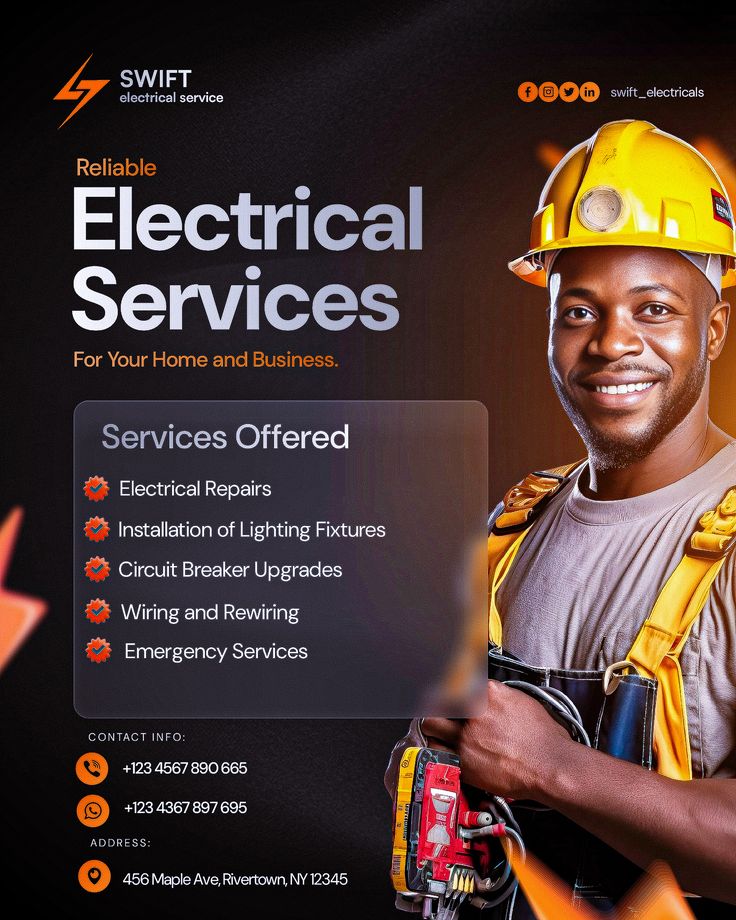 SWIFT
electrical service
swift_electricals
Reliable
Electrical
Services
For Your Home and Business.
Services Offered
Electrical Repairs
Installation of Lighting Fixtures
Circuit Breaker Upgrades
Wiring and Rewiring
Emergency Services
CONTACT INFO:
+123 4567 890 665
+123 4367 897 695
ADDRESS:
456 Maple Ave, Rivertown, NY 12345